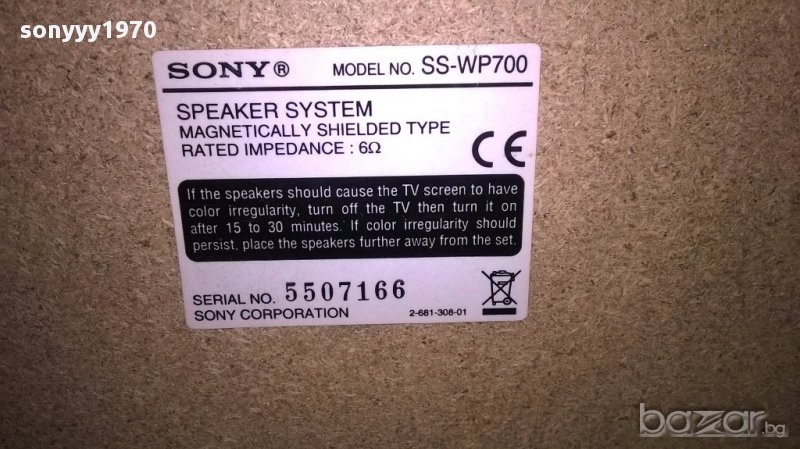 sonyyy1970
SONY® MODEL NO. SS-WP700
SPEAKER SYSTEM
MAGNETICALLY SHIELDED TYPE
RATED IMPEDANCE : 6Ω
CE
If the speakers should cause the TV screen to have
color irregularity, turn off the TV then turn it on
after 15 to 30 minutes. If color irregularity should
persist, place the speakers further away from the set.
SERIAL NO. 5507166
SONY CORPORATION 2-681-308-01
bazar.bg